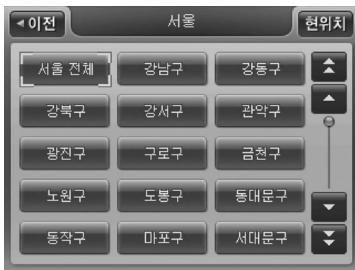 이전 서울 현위치
서울 전체 강남구 강동구
강북구 강서구 관악구
광진구 구로구 금천구
노원구 도봉구 동대문구
동작구 마포구 서대문구